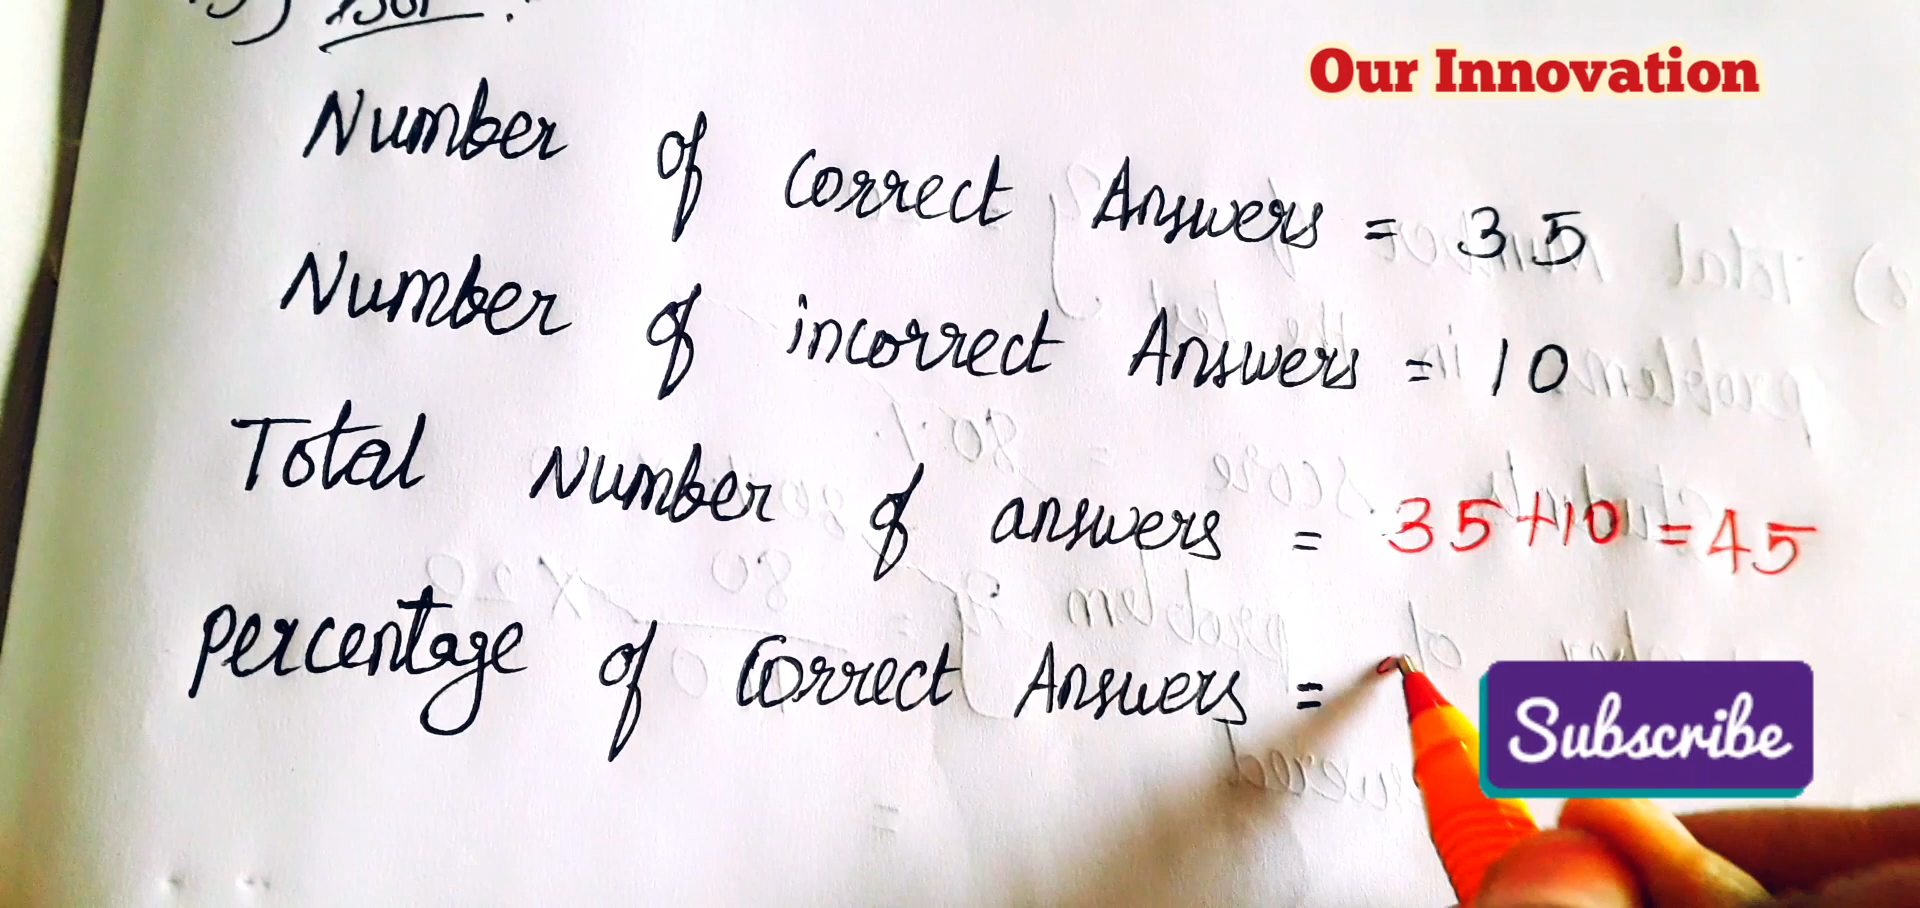 Our Innovation
Number of correct Answers = 35
Number of incorrect Answers = 10
Total Number of answers = 35+10 = 45
percentage of Correct Answers =
Subscribe